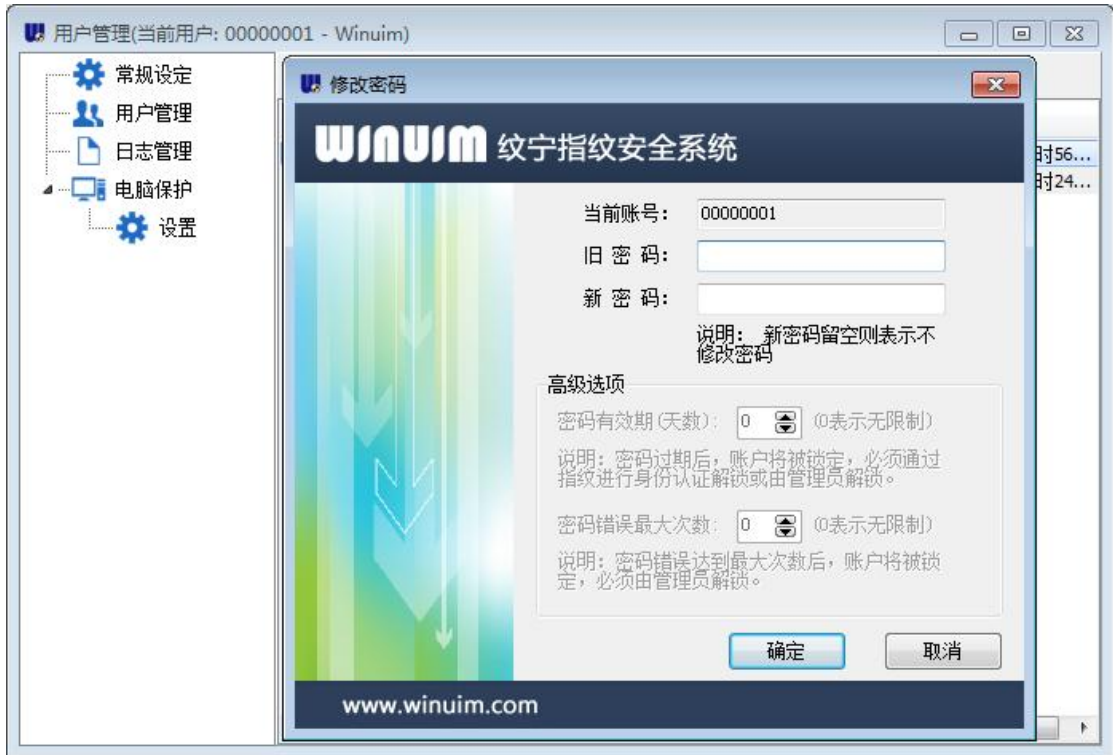 用户管理(当前用户: 00000001 - Winuim)
常规设定
用户管理
日志管理
电脑保护
设置
时56...
时24...
修改密码
WINUIM 纹宁指纹安全系统
当前账号: 00000001
旧 密 码:
新 密 码:
说明: 新密码留空则表示不
修改密码
高级选项
密码有效期(天数): 0 (0表示无限制)
说明: 密码过期后，账户将被锁定，必须通过
指纹进行身份认证解锁或由管理员解锁。
密码错误最大次数: 0 (0表示无限制)
说明: 密码错误达到最大次数后，账户将被锁
定，必须由管理员解锁。
确定 取消
www.winuim.com